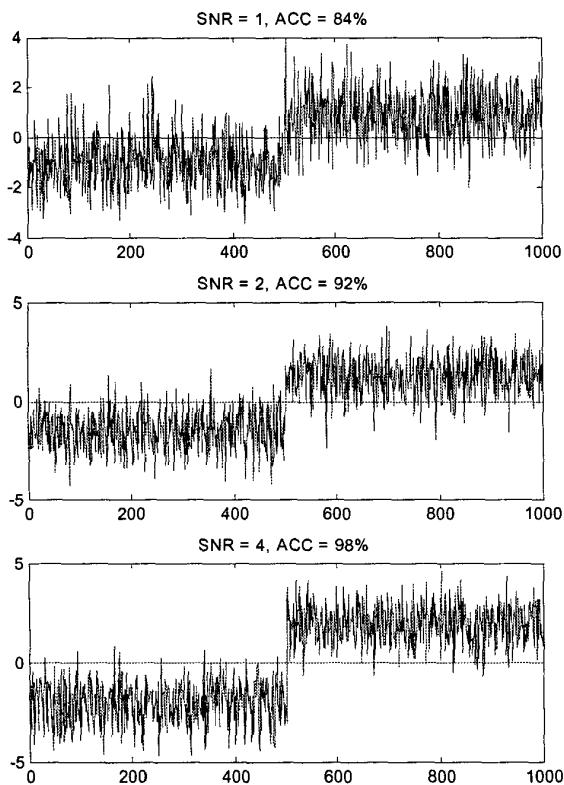 SNR = 1, ACC = 84%
4
2
0
-2
-4
0 200 400 600 800 1000
SNR = 2, ACC = 92%
5
0
-5
0 200 400 600 800 1000
SNR = 4, ACC = 98%
5
0
-5
0 200 400 600 800 1000